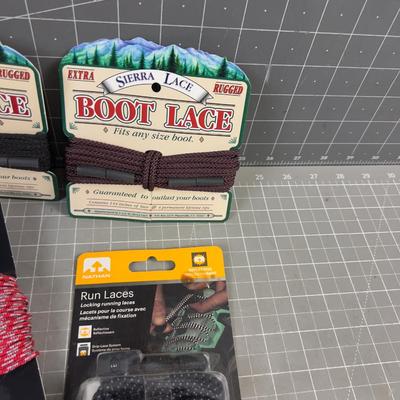 RUGGED
CE
boots
EXTRA
SIERRA LACE
RUGGED
BOOT LACE
Fits any size boot.
Guaranteed to outlast your boots
25 26 27 28 29 30
NATHAN
Run Laces
Locking running laces
Lacets pour la course avec
mécanisme de fixation
Reflective